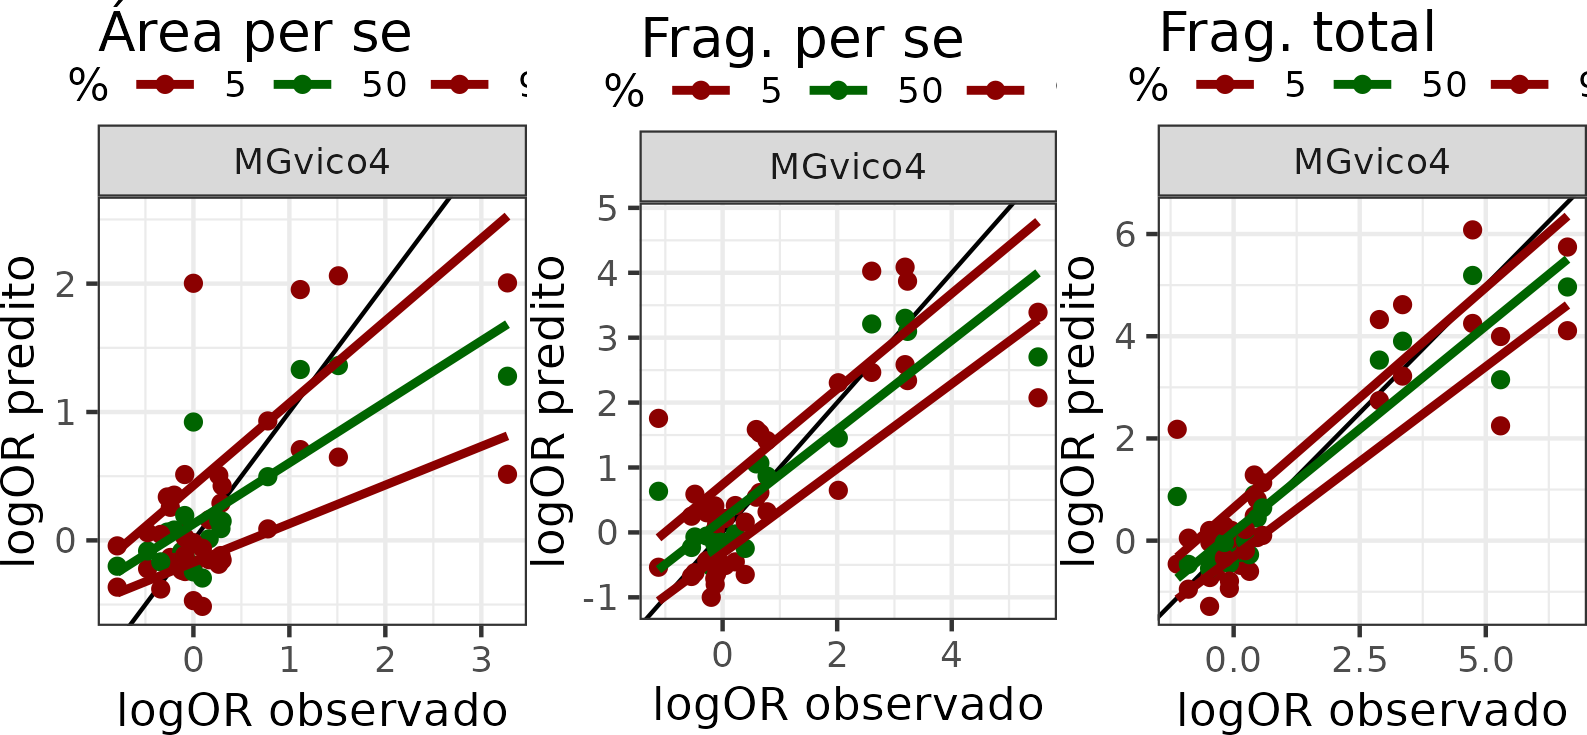 Área per se
% 5 50
MGvico4
2
1
0
0 1 2 3
logOR predito
logOR observado
Frag. per se
% 5 50
MGvico4
5
4
3
2
1
0
-1
0 2 4
logOR predito
logOR observado
Frag. total
% 5 50
MGvico4
6
4
2
0
0.0 2.5 5.0
logOR predito
logOR observado